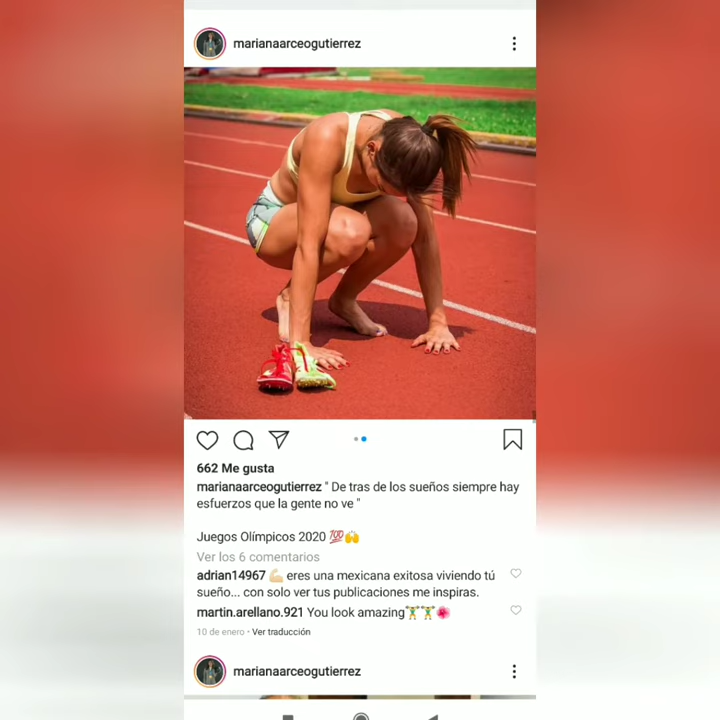 marianaarceogutierrez
662 Me gusta
marianaarceogutierrez " De tras de los sueños siempre hay
esfuerzos que la gente no ve "
Juegos Olímpicos 2020 💯🙌
Ver los 6 comentarios
adrian14967 💪🏻 eres una mexicana exitosa viviendo tú
sueño... con solo ver tus publicaciones me inspiras.
martin.arellano.921 You look amazing🏋️‍♂️🏋️‍♂️🌺
10 de enero • Ver traducción
marianaarceogutierrez